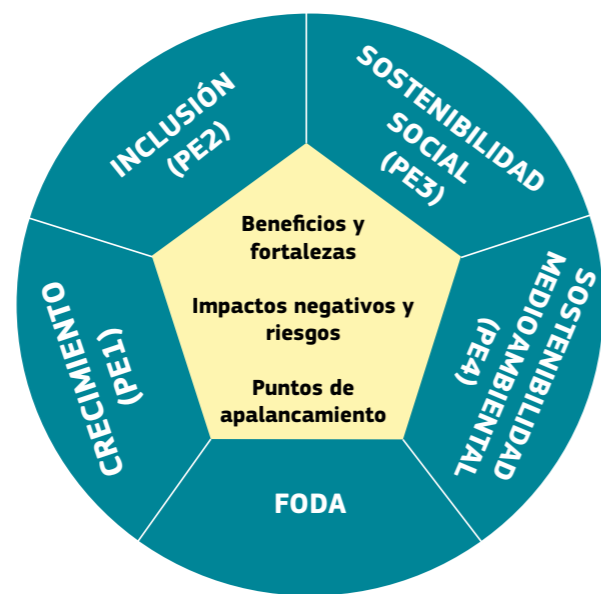 INCLUSIÓN
(PE2)
SOSTENIBILIDAD
SOCIAL
(PE3)
Beneficios y
fortalezas
Impactos negativos y
riesgos
Puntos de
apalancamiento
CRECIMIENTO
(PE1)
SOSTENIBILIDAD
MEDIOAMBIENTAL
(PE4)
FODA